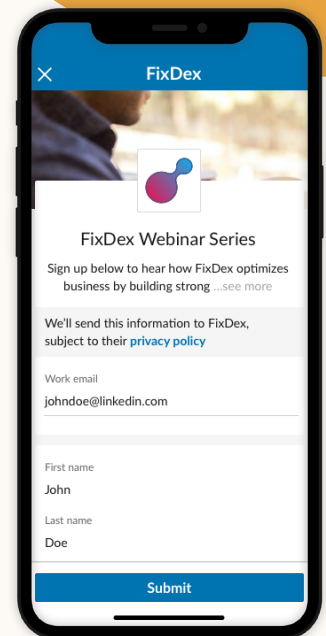 FixDex
FixDex Webinar Series
Sign up below to hear how FixDex optimizes
business by building strong ...see more
We'll send this information to FixDex,
subject to their privacy policy
Work email
johndoe@linkedin.com
First name
John
Last name
Doe
Submit